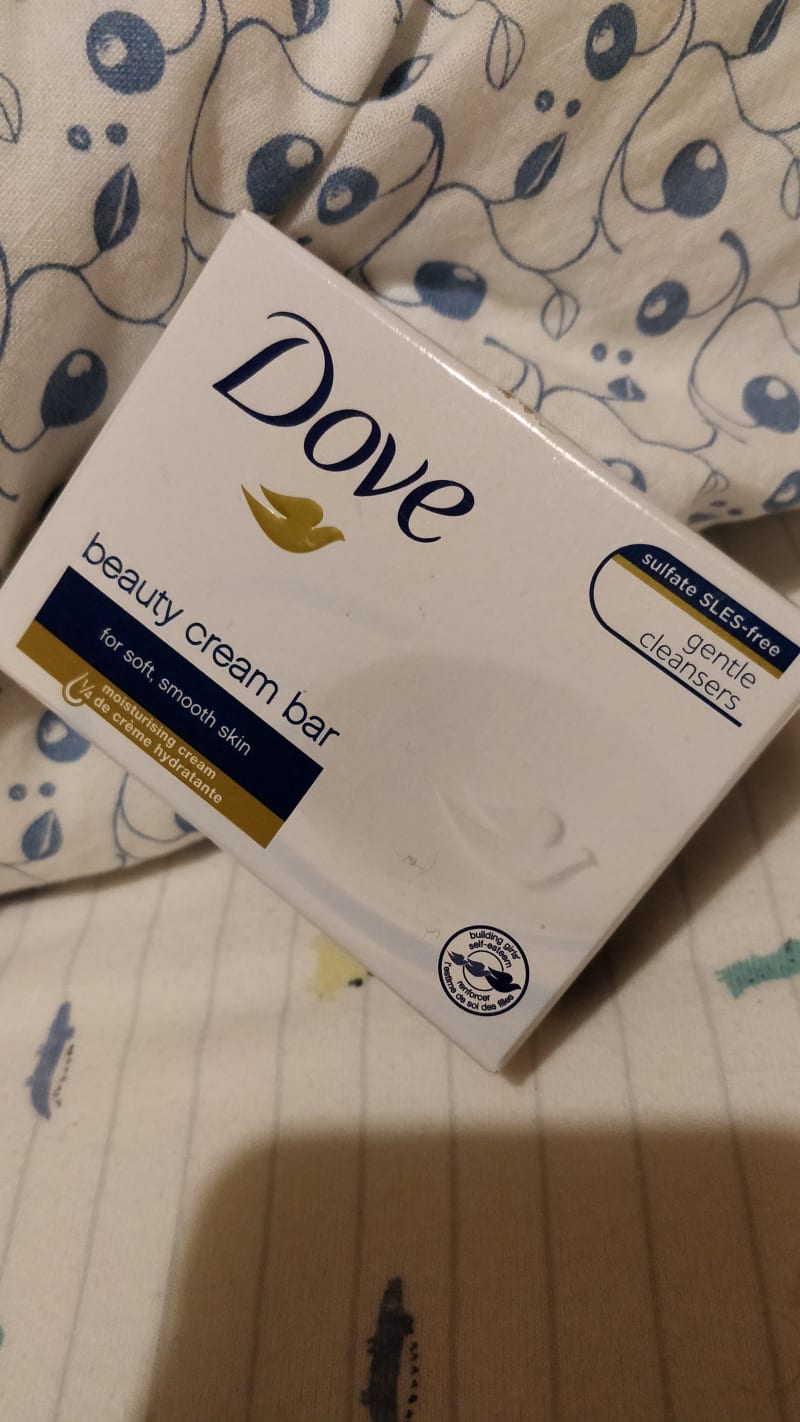 Dove
beauty cream bar
for soft, smooth skin
¼ moisturising cream
de crème hydratante
sulfate SLES-free
gentle
cleansers
building girls'
self-esteem
renforcer
l'estime de soi des filles